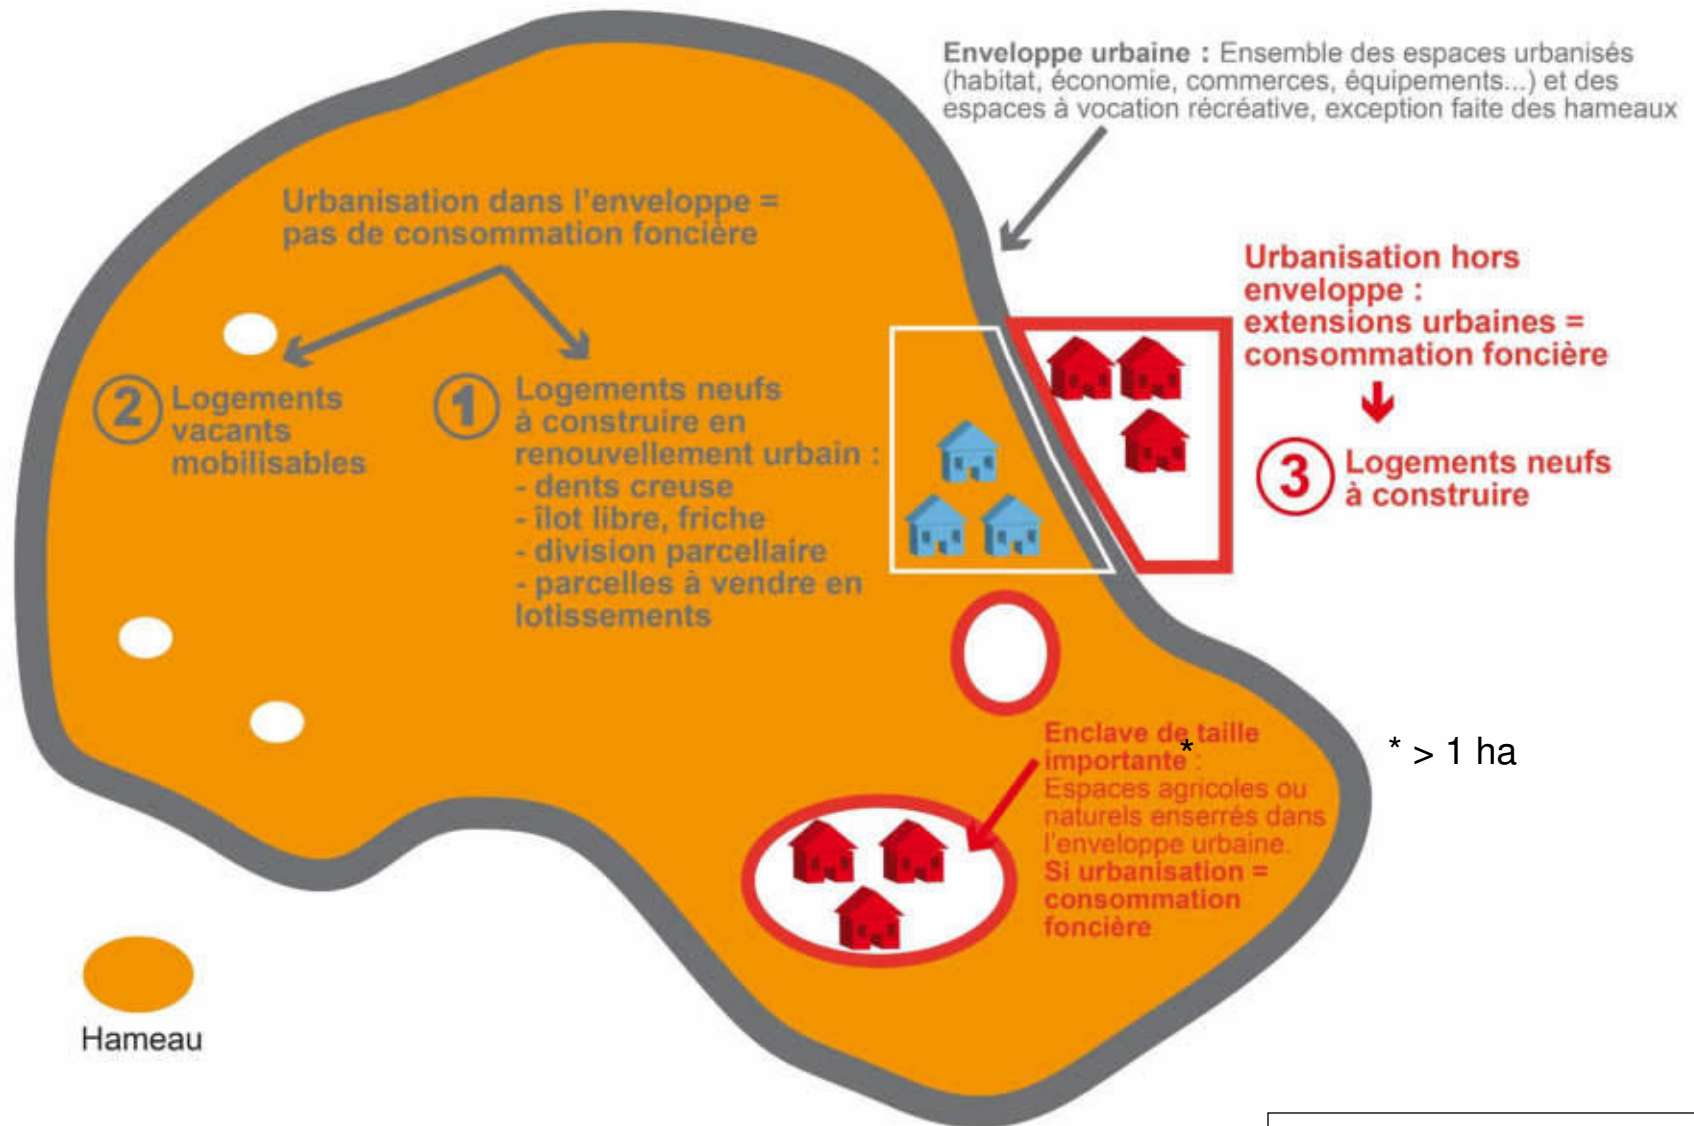 Enveloppe urbaine : Ensemble des espaces urbanisés
(habitat, économie, commerces, équipements...) et des
espaces à vocation récréative, exception faite des hameaux
Urbanisation dans l'enveloppe =
pas de consommation foncière
2
Logements
vacants
mobilisables
1
Logements neufs
à construire en
renouvellement urbain :
- dents creuse
- îlot libre, friche
- division parcellaire
- parcelles à vendre en
lotissements
Urbanisation hors
enveloppe :
extensions urbaines =
consommation foncière
3
Logements neufs
à construire
Enclave de taille
importante* :
Espaces agricoles ou
naturels enserrés dans
l'enveloppe urbaine.
Si urbanisation =
consommation
foncière
* > 1 ha
Hameau